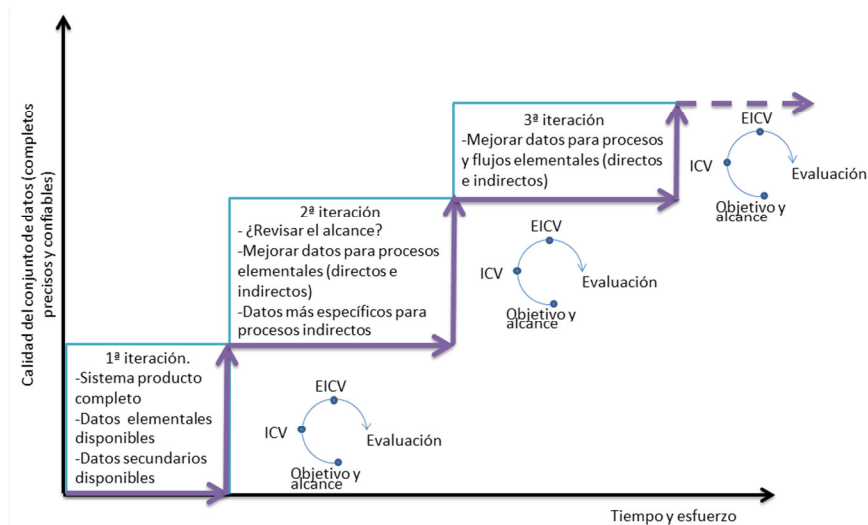 Calidad del conjunto de datos (completos
precisos y confiables)
1ª iteración.
-Sistema producto
completo
-Datos elementales
disponibles
-Datos secundarios
disponibles
2ª iteración
- ¿Revisar el alcance?
-Mejorar datos para procesos
elementales (directos e
indirectos)
-Datos más específicos para
procesos indirectos
3ª iteración
-Mejorar datos para procesos
y flujos elementales (directos
e indirectos)
EICV
ICV
Evaluación
Objetivo y
alcance
EICV
ICV
Evaluación
Objetivo y
alcance
EICV
ICV
Evaluación
Objetivo y
alcance
Tiempo y esfuerzo